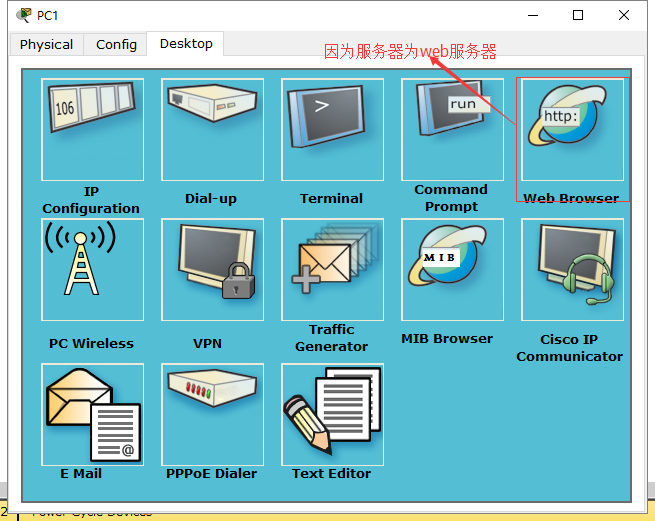 PC1
Physical
Config
Desktop
因为服务器为web服务器
106
>
run
http:
IP
Configuration
Dial-up
Terminal
Command
Prompt
Web Browser
MIB
PC Wireless
VPN
Traffic
Generator
MIB Browser
Cisco IP
Communicator
@
E Mail
PPPoE Dialer
Text Editor
2
Power Cycle Devices